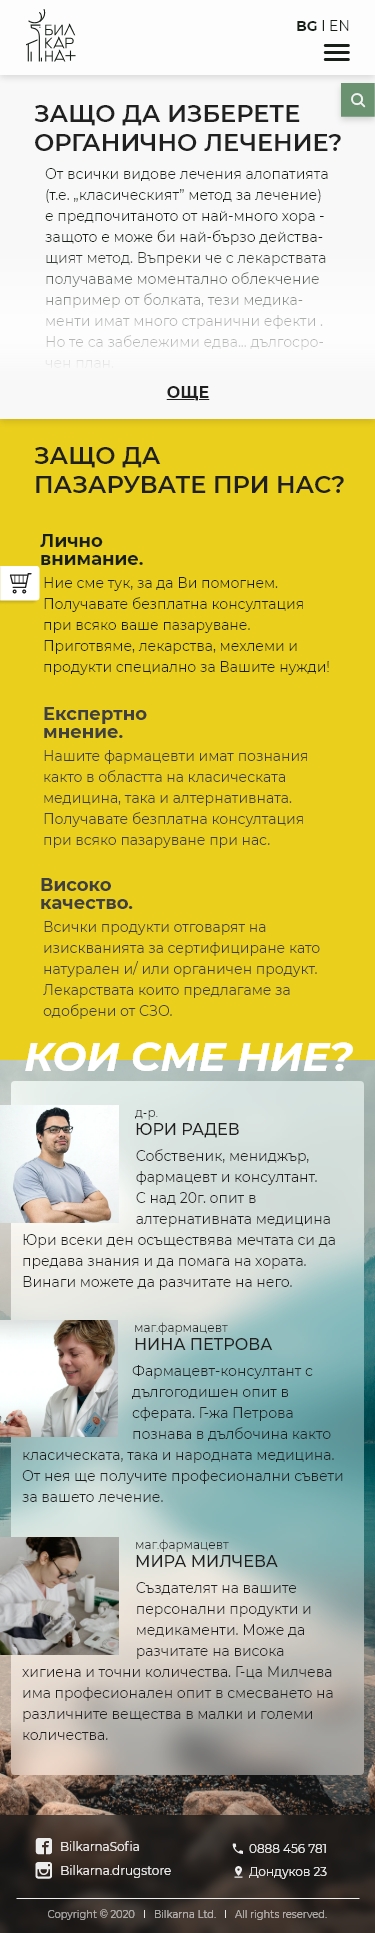 БИЛ
КАР
НА+
BG | EN
ЗАЩО ДА ИЗБЕРЕТЕ
ОРГАНИЧНО ЛЕЧЕНИЕ?
От всички видове лечения алопатията
(т.е. „класическият” метод за лечение)
е предпочитаното от най-много хора -
защото е може би най-бързо действа-
щият метод. Въпреки че с лекарствата
получаваме моментално облекчение
например от болката, тези медика-
менти имат много странични ефекти .
Но те са забележими едва... дългосро-
чен план.
ОЩЕ
ЗАЩО ДА
ПАЗАРУВАТЕ ПРИ НАС?
Лично
внимание.
Ние сме тук, за да Ви помогнем.
Получавате безплатна консултация
при всяко ваше пазаруване.
Приготвяме, лекарства, мехлеми и
продукти специално за Вашите нужди!
Експертно
мнение.
Нашите фармацевти имат познания
както в областта на класическата
медицина, така и алтернативната.
Получавате безплатна консултация
при всяко пазаруване при нас.
Високо
качество.
Всички продукти отговарят на
изискванията за сертифициране като
натурален и/ или органичен продукт.
Лекарствата които предлагаме за
одобрени от СЗО.
КОИ СМЕ НИЕ?
д-р.
ЮРИ РАДЕВ
Собственик, мениджър,
фармацевт и консултант.
С над 20г. опит в
алтернативната медицина
Юри всеки ден осъществява мечтата си да
предава знания и да помага на хората.
Винаги можете да разчитате на него.
маг.фармацевт
НИНА ПЕТРОВА
Фармацевт-консултант с
дългогодишен опит в
сферата. Г-жа Петрова
познава в дълбочина както
класическата, така и народната медицина.
От нея ще получите професионални съвети
за вашето лечение.
маг.фармацевт
МИРА МИЛЧЕВА
Създателят на вашите
персонални продукти и
медикаменти. Може да
разчитате на висока
хигиена и точни количества. Г-ца Милчева
има професионален опит в смесването на
различните вещества в малки и големи
количества.
BilkarnaSofia
0888 456 781
Bilkarna.drugstore
Дондуков 23
Copyright © 2020 | Bilkarna Ltd. | All rights reserved.